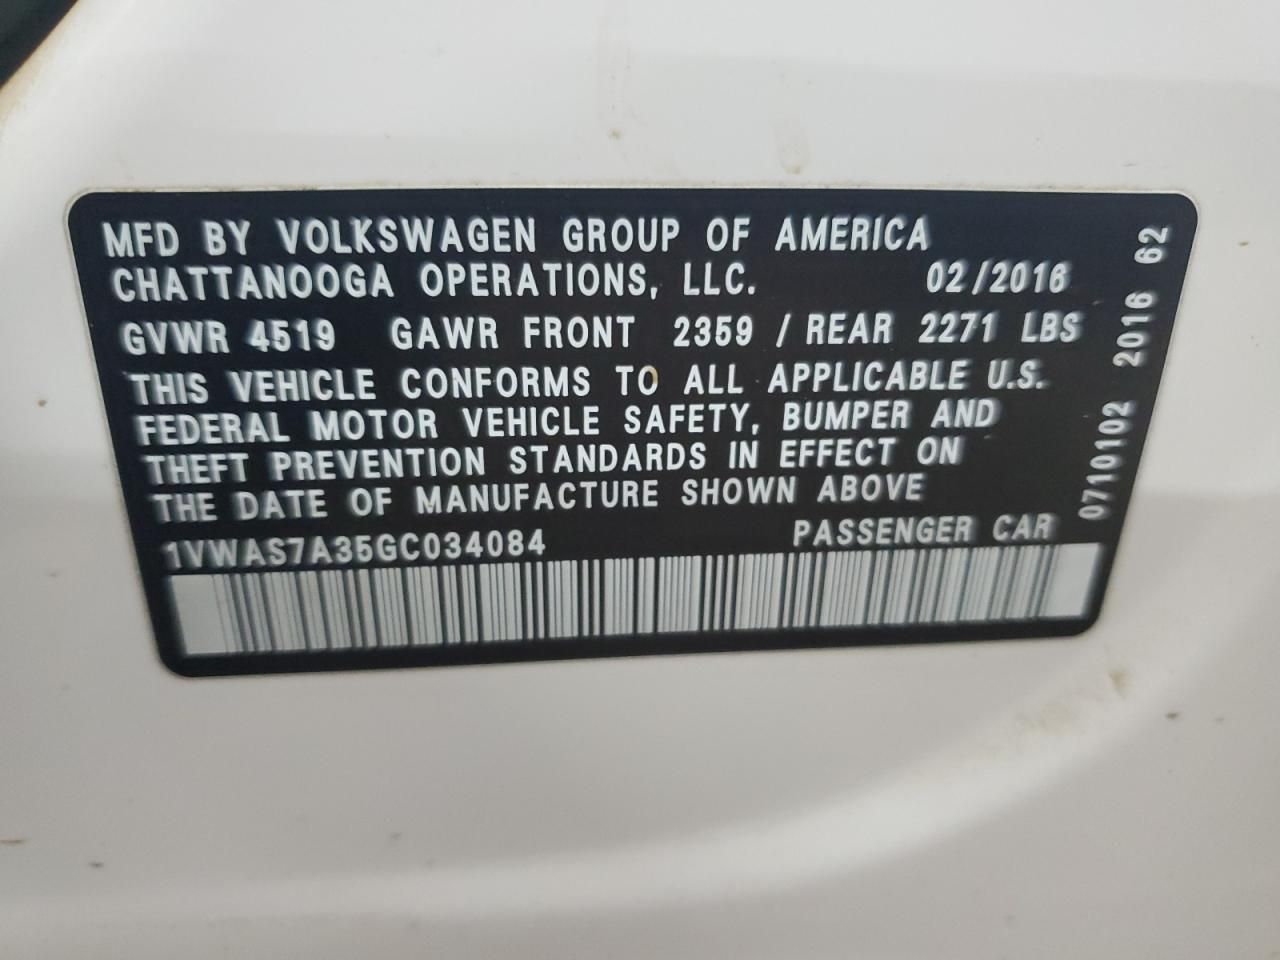 MFD BY VOLKSWAGEN GROUP OF AMERICA
CHATTANOOGA OPERATIONS, LLC. 02/2016
GVWR 4519 GAWR FRONT 2359 / REAR 2271 LBS
THIS VEHICLE CONFORMS TO ALL APPLICABLE U.S.
FEDERAL MOTOR VEHICLE SAFETY, BUMPER AND
THEFT PREVENTION STANDARDS IN EFFECT ON
THE DATE OF MANUFACTURE SHOWN ABOVE
1VWAS7A35GC034084 PASSENGER CAR
0710102 2016 62